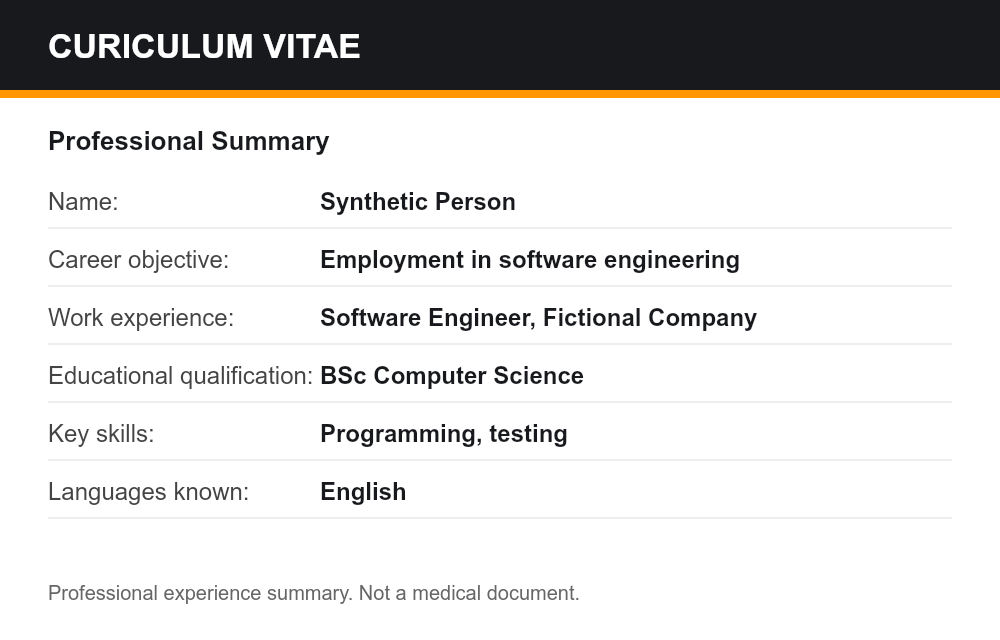 CURICULUM VITAE
Professional Summary
Name: Synthetic Person
Career objective: Employment in software engineering
Work experience: Software Engineer, Fictional Company
Educational qualification: BSc Computer Science
Key skills: Programming, testing
Languages known: English
Professional experience summary. Not a medical document.